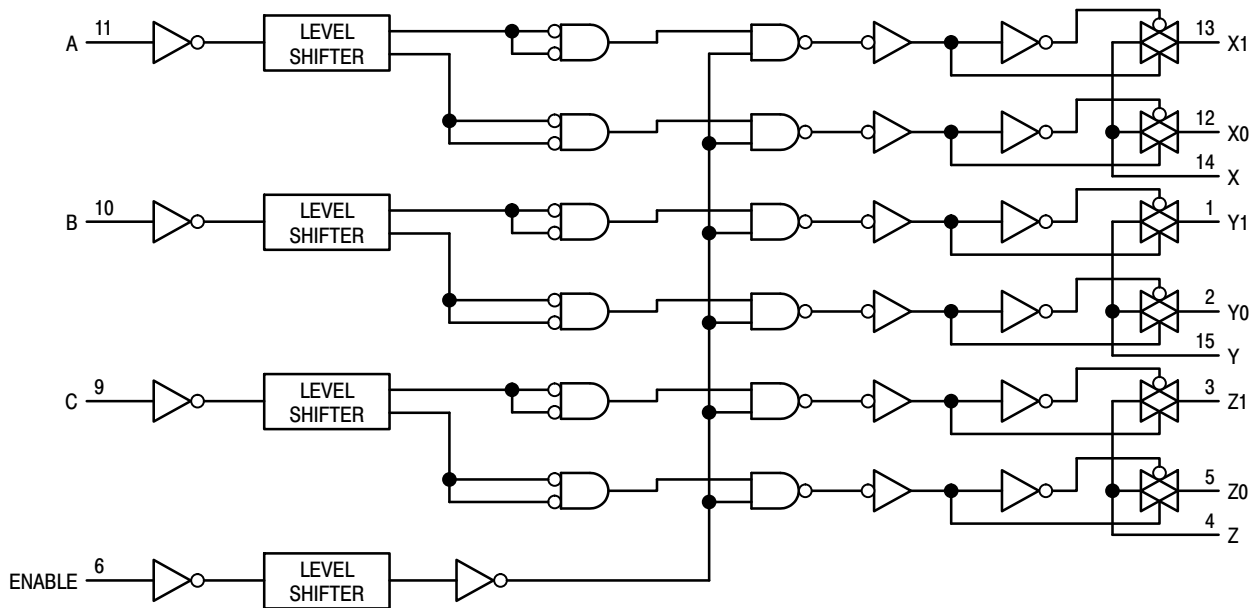 A 11 LEVEL SHIFTER 13 X1
12 X0
14 X
B 10 LEVEL SHIFTER 1 Y1
2 Y0
15 Y
C 9 LEVEL SHIFTER 3 Z1
5 Z0
4 Z
ENABLE 6 LEVEL SHIFTER